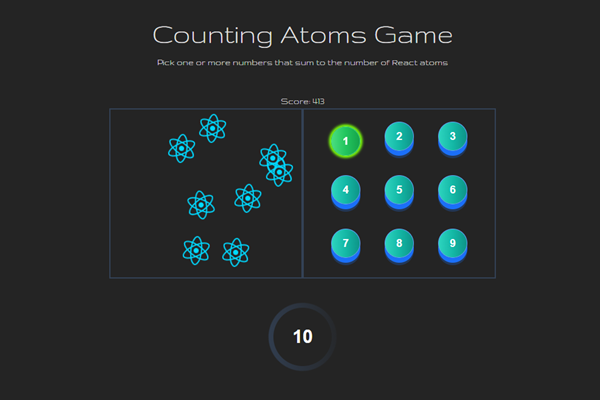 Counting Atoms Game
Pick one or more numbers that sum to the number of React atoms
Score: 413
1 2 3
4 5 6
7 8 9
10